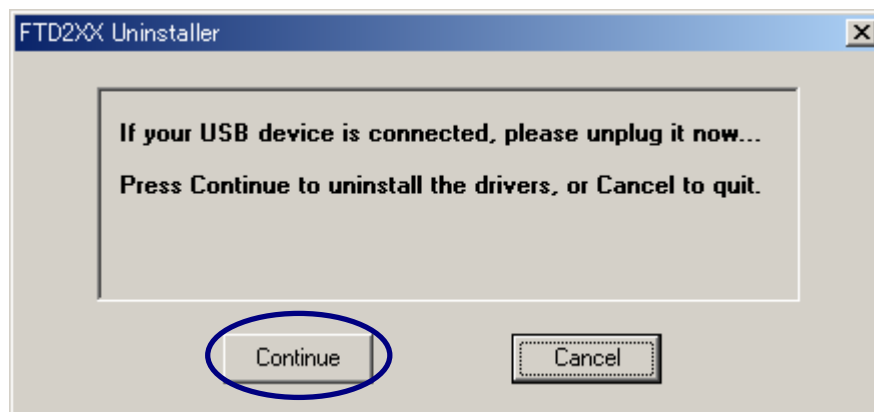 FTD2XX Uninstaller
If your USB device is connected, please unplug it now...
Press Continue to uninstall the drivers, or Cancel to quit.
Continue
Cancel